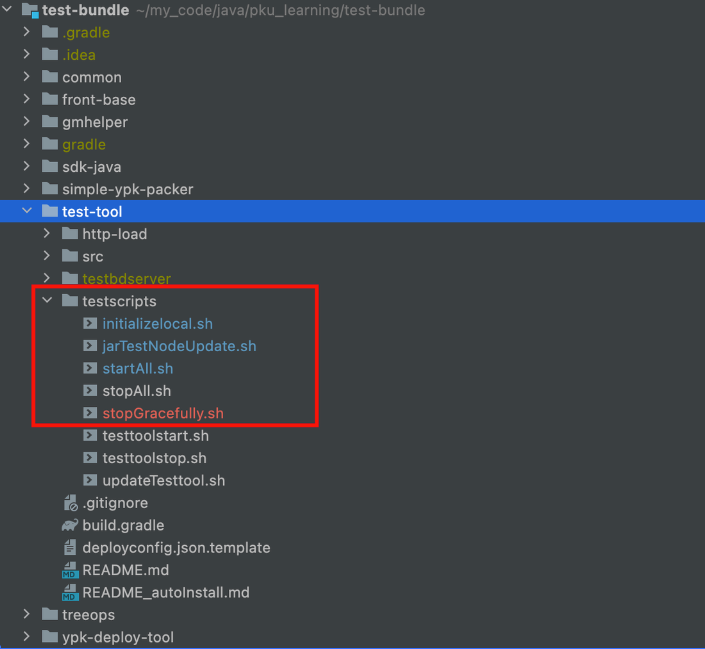 test-bundle ~/my_code/java/pku_learning/test-bundle
.gradle
.idea
common
front-base
gmhelper
gradle
sdk-java
simple-ypk-packer
test-tool
http-load
src
testbdserver
testscripts
initializelocal.sh
jarTestNodeUpdate.sh
startAll.sh
stopAll.sh
stopGracefully.sh
testtoolstart.sh
testtoolstop.sh
updateTesttool.sh
.gitignore
build.gradle
deployconfig.json.template
MD README.md
MD README_autoInstall.md
treeops
ypk-deploy-tool